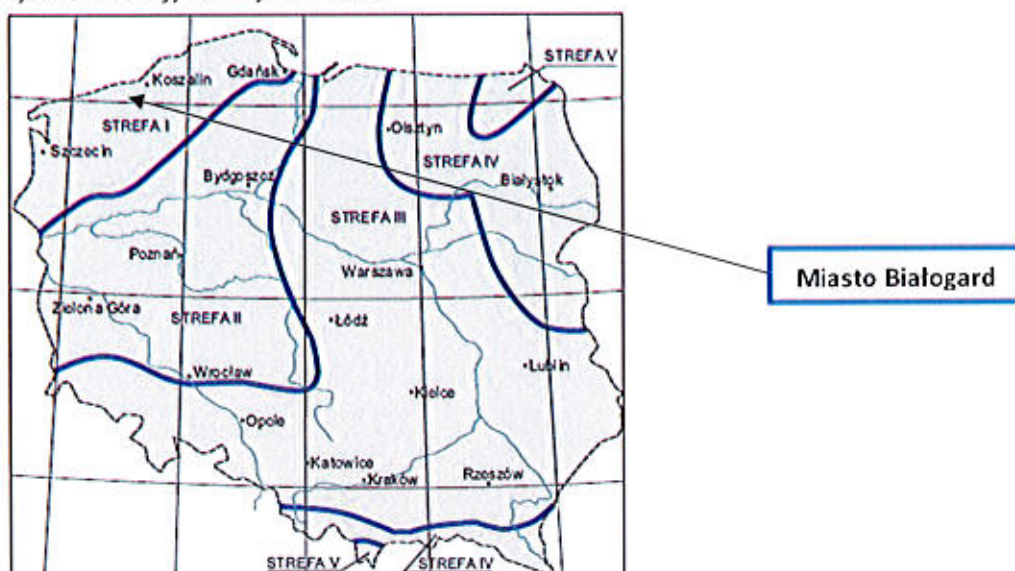 STREFA V
Gdańsk
Koszalin
Olsztyn
STREFA I
Szczecin
STREFA IV
Bydgoszcz
Białystok
STREFA III
Poznań
Warszawa
Miasto Białogard
Zielona Góra
STREFA II
Łódź
Wrocław
Lublin
Kielce
Opole
Katowice
Kraków
Rzeszów
STREFA V
STREFA IV